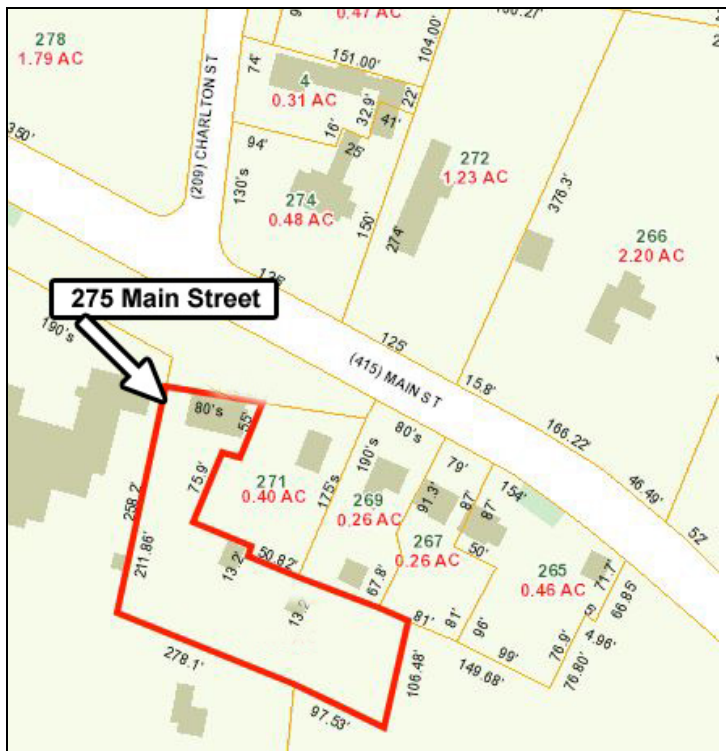 278
1.79 AC
350'
74'
0.47 AC
151.00'
104.00'
4
0.31 AC
16'
32.9'
22'
41'
25'
94'
(209) CHARLTON ST
130's
274
0.48 AC
150'
274'
272
1.23 AC
376.3'
266
2.20 AC
126'
125'
158'
(415) MAIN ST
166.22'
46.49'
52'
275 Main Street
190's
80's
55'
75.9'
271
0.40 AC
175's
190's
80's
269
0.26 AC
79'
91.3'
87'
87'
154'
267
0.26 AC
50'
265
0.46 AC
71.7'
66.85'
5'
4.96'
76.9'
76.80'
258.2'
211.86'
13.2'
50.82'
13.2'
67.8'
81'
81'
96'
99'
149.68'
106.48'
278.1'
97.53'